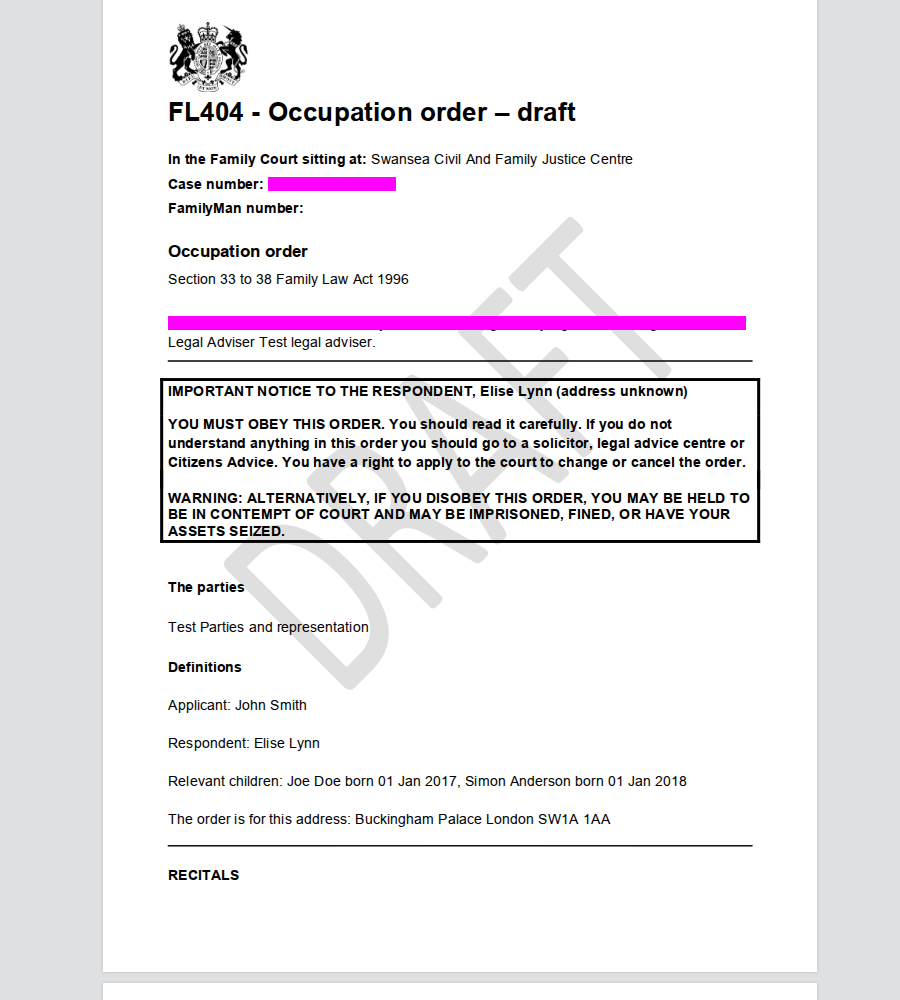 FL404 - Occupation order – draft
In the Family Court sitting at: Swansea Civil And Family Justice Centre
Case number:
FamilyMan number:
Occupation order
Section 33 to 38 Family Law Act 1996
Legal Adviser Test legal adviser.
IMPORTANT NOTICE TO THE RESPONDENT, Elise Lynn (address unknown)
YOU MUST OBEY THIS ORDER. You should read it carefully. If you do not
understand anything in this order you should go to a solicitor, legal advice centre or
Citizens Advice. You have a right to apply to the court to change or cancel the order.
WARNING: ALTERNATIVELY, IF YOU DISOBEY THIS ORDER, YOU MAY BE HELD TO
BE IN CONTEMPT OF COURT AND MAY BE IMPRISONED, FINED, OR HAVE YOUR
ASSETS SEIZED.
The parties
Test Parties and representation
Definitions
Applicant: John Smith
Respondent: Elise Lynn
Relevant children: Joe Doe born 01 Jan 2017, Simon Anderson born 01 Jan 2018
The order is for this address: Buckingham Palace London SW1A 1AA
RECITALS
DRAFT